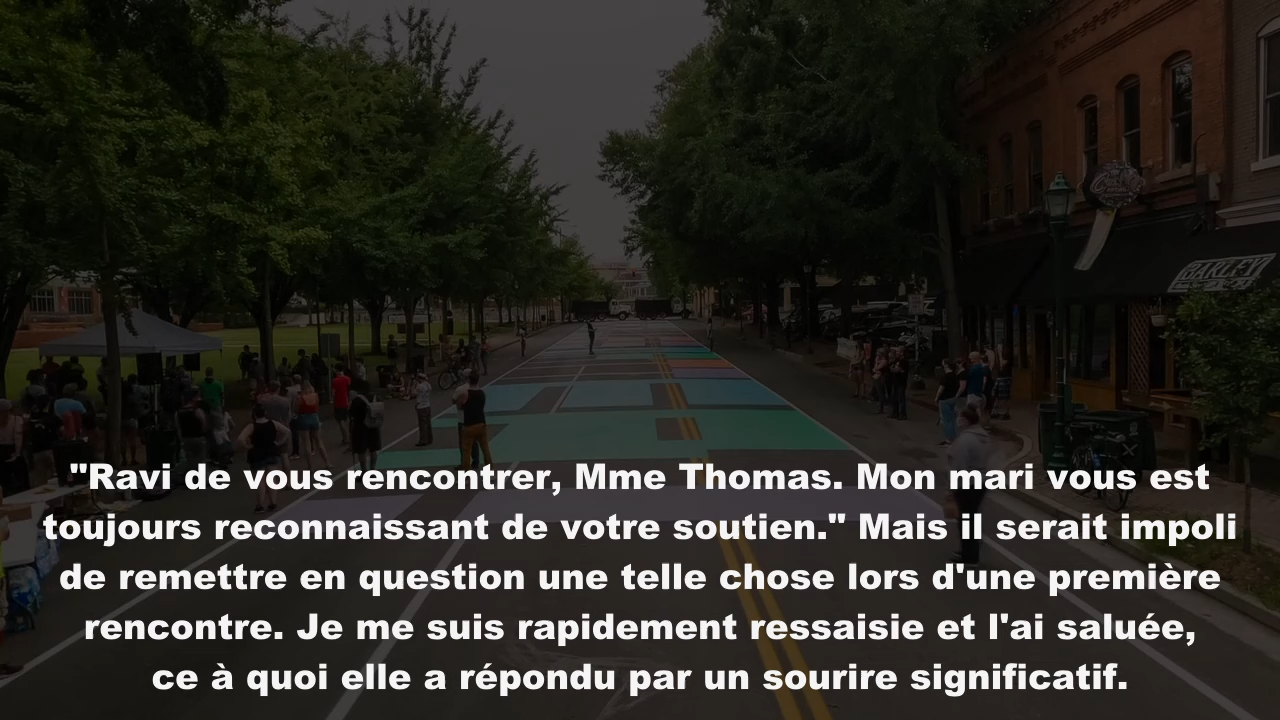 BARLEY
"Ravi de vous rencontrer, Mme Thomas. Mon mari vous est
toujours reconnaissant de votre soutien." Mais il serait impoli
de remettre en question une telle chose lors d'une première
rencontre. Je me suis rapidement ressaisie et l'ai saluée,
ce à quoi elle a répondu par un sourire significatif.